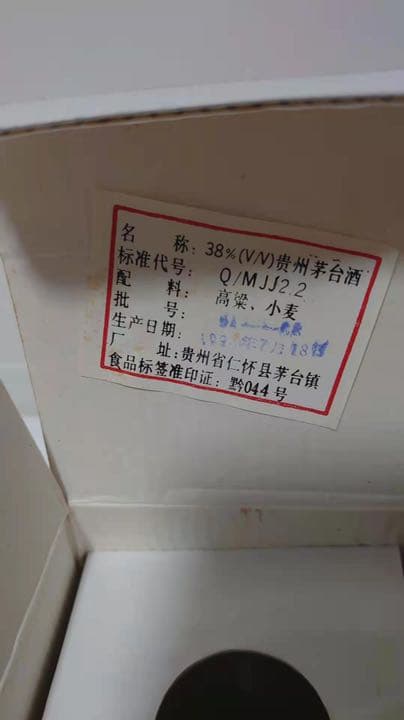 名 称: 38%(V/V)贵州茅台酒
标准代号: Q/MJJ2.2
配 料: 高粱、小麦
批 号:
生产日期:
厂 址: 贵州省仁怀县茅台镇
食品标签准印证: 黔044号